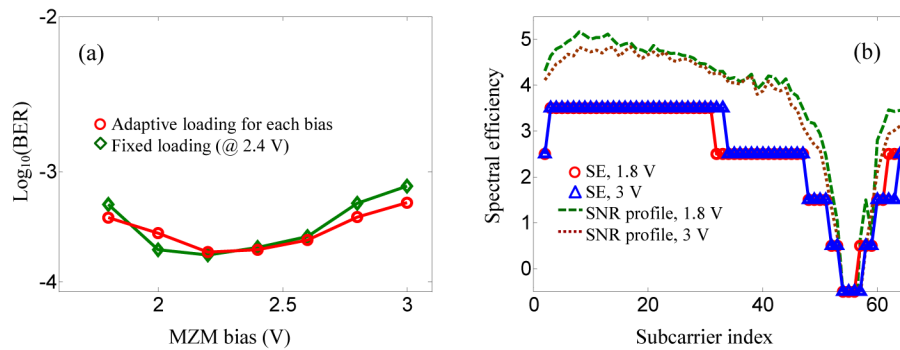 (a)
-2
-3
-4
Log10(BER)
Adaptive loading for each bias
Fixed loading (@ 2.4 V)
2
2.5
3
MZM bias (V)
(b)
5
4
3
2
1
0
Spectral efficiency
SE, 1.8 V
SE, 3 V
SNR profile, 1.8 V
SNR profile, 3 V
0
20
40
60
Subcarrier index